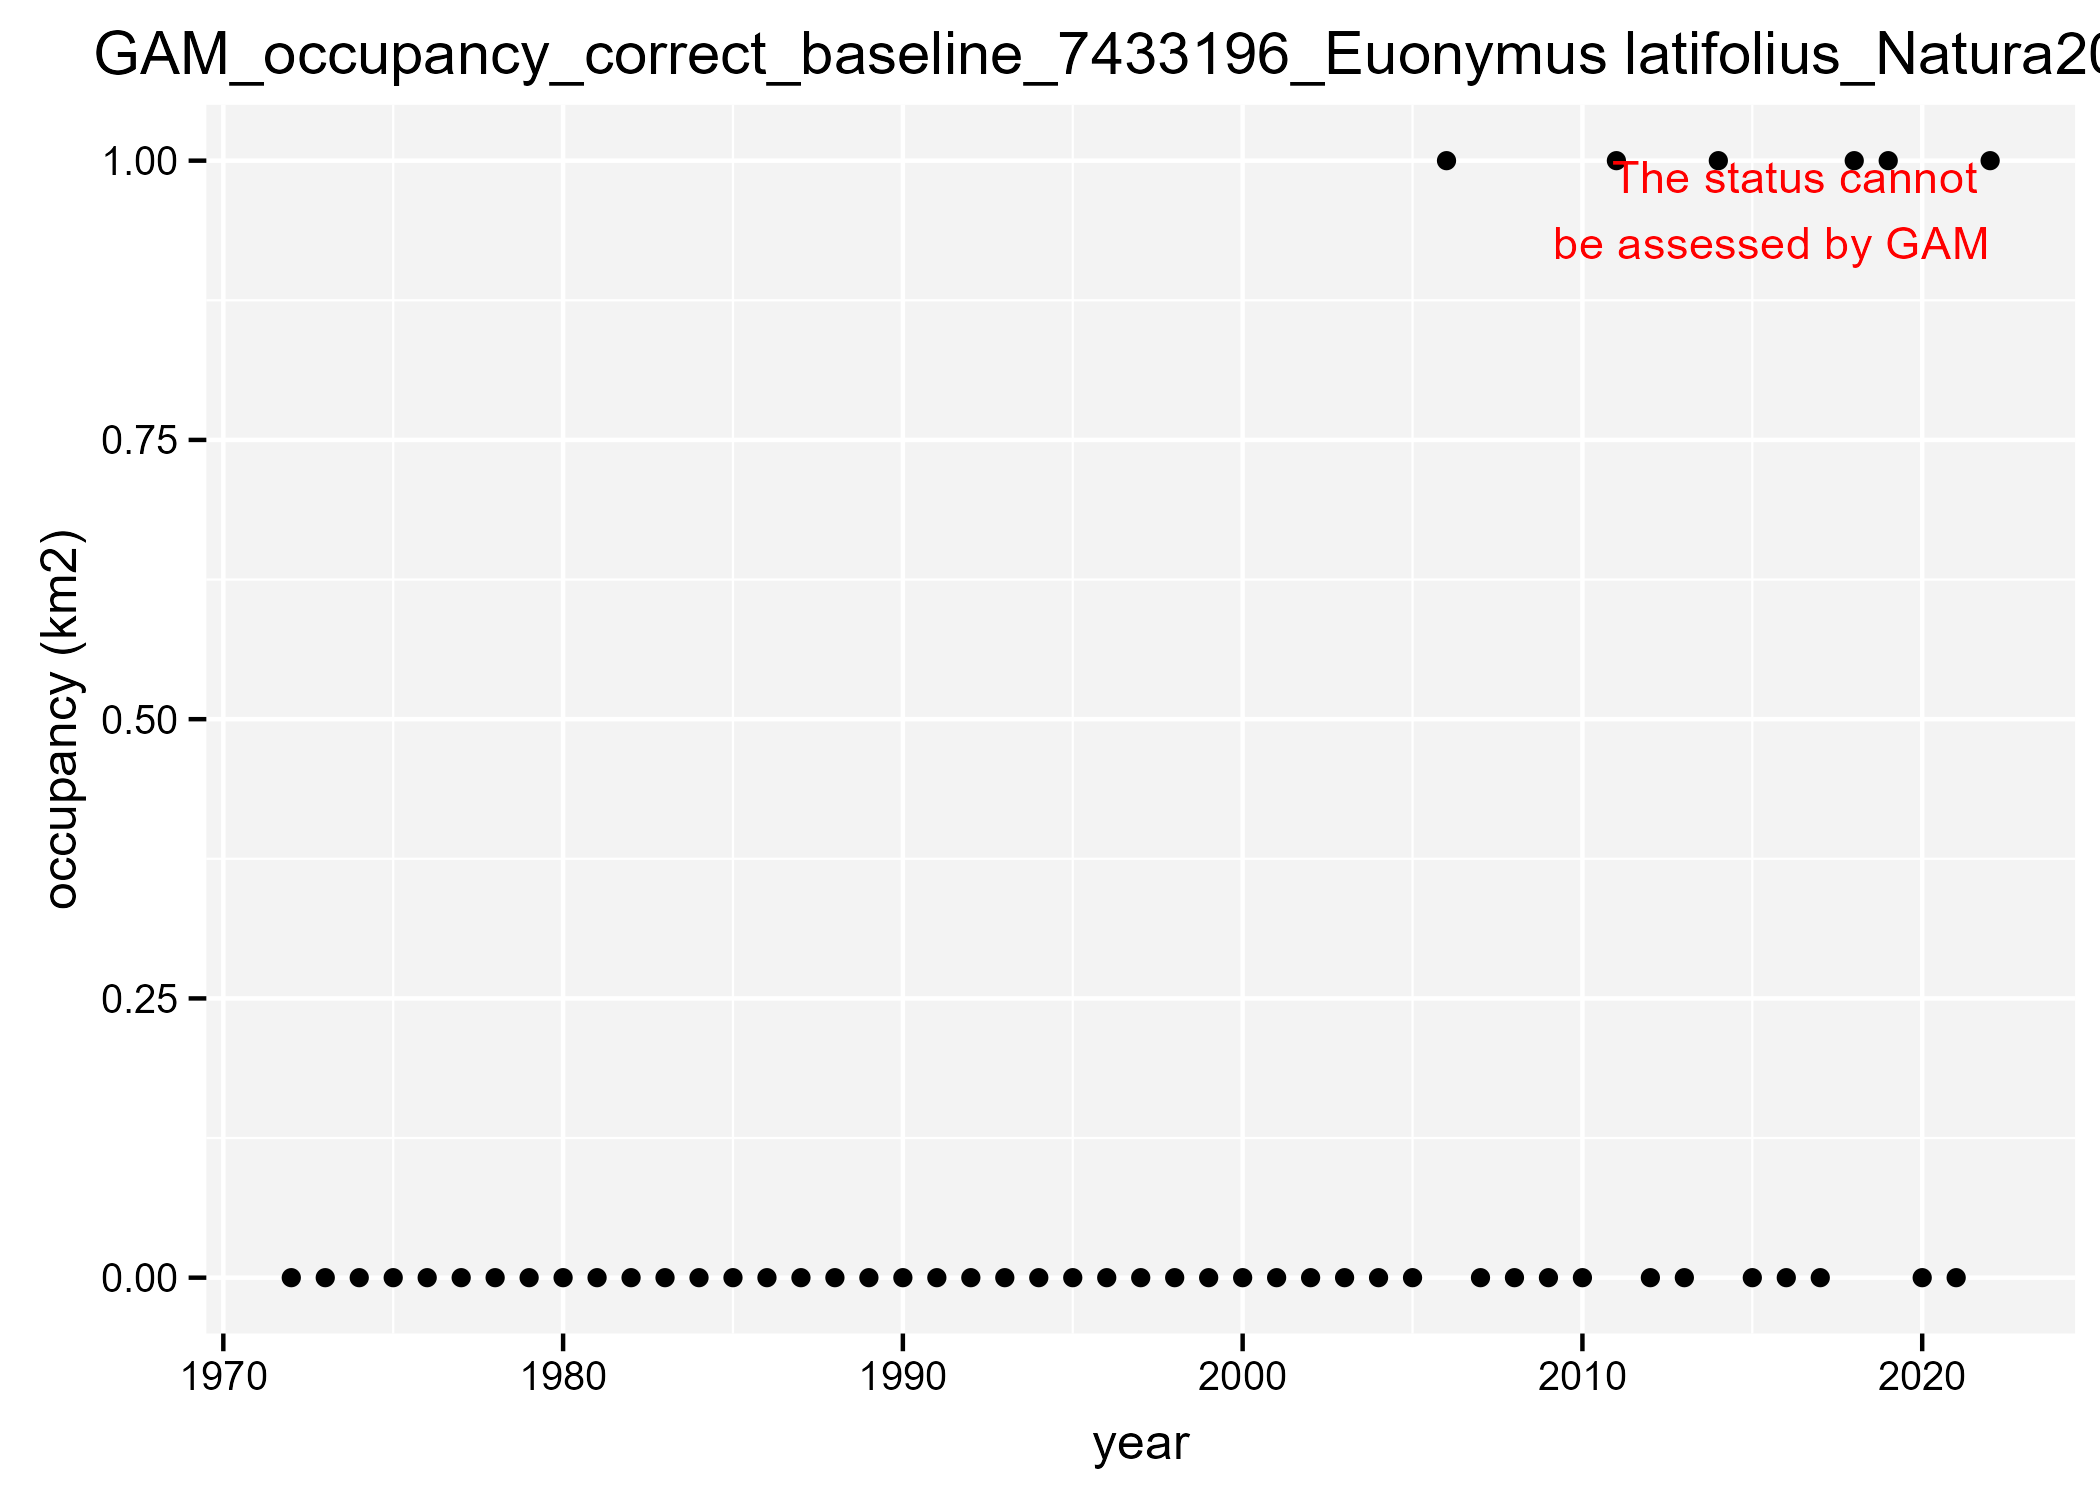 GAM_occupancy_correct_baseline_7433196_Euonymus latifolius_Natura20
1.00
The status cannot
be assessed by GAM
0.75
0.50
0.25
0.00
occupancy (km2)
1970 1980 1990 2000 2010 2020
year